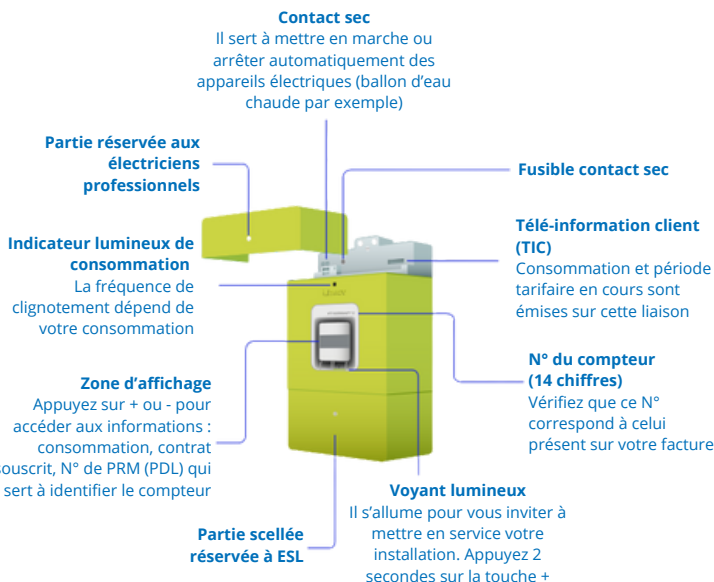 Contact sec
Il sert à mettre en marche ou
arrêter automatiquement des
appareils électriques (ballon d'eau
chaude par exemple)
Partie réservée aux
électriciens
professionnels
Fusible contact sec
Télé-information client
(TIC)
Consommation et période
tarifaire en cours sont
émises sur cette liaison
Indicateur lumineux de
consommation
La fréquence de
clignotement dépend de
votre consommation
N° du compteur
(14 chiffres)
Vérifiez que ce N°
correspond à celui
présent sur votre facture
Zone d'affichage
Appuyez sur + ou - pour
accéder aux informations :
consommation, contrat
souscrit, N° de PRM (PDL) qui
sert à identifier le compteur
Voyant lumineux
Il s'allume pour vous inviter à
mettre en service votre
installation. Appuyez 2
secondes sur la touche +
Partie scellée
réservée à ESL